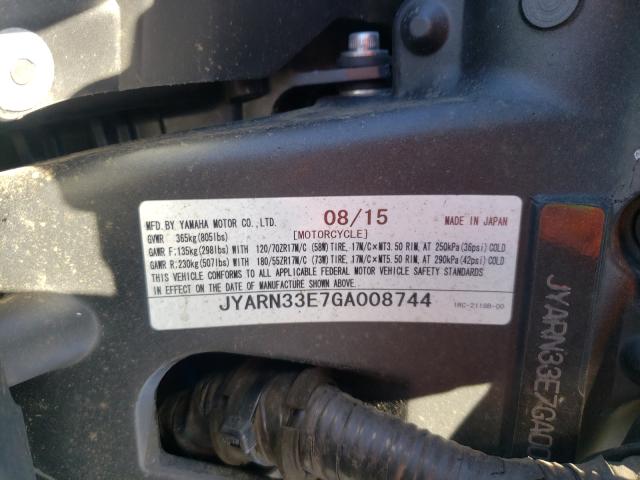 MFD.BY YAMAHA MOTOR CO.,LTD. 08/15 MADE IN JAPAN
GVWR 365kg(805lbs) [MOTORCYCLE]
GAWR F:135kg(298lbs) WITH 120/70ZR17M/C (58W) TIRE, 17M/C×MT3.50 RIM, AT 250kPa(36psi) COLD
GAWR R:230kg(507lbs) WITH 180/55ZR17M/C (73W) TIRE, 17M/C×MT5.50 RIM, AT 290kPa(42psi) COLD
THIS VEHICLE CONFORMS TO ALL APPLICABLE FEDERAL MOTOR VEHICLE SAFETY STANDARDS
IN EFFECT ON THE DATE OF MANUFACTURE SHOWN ABOVE.
JYARN33E7GA008744 1RC-2118B-00
JYARN33E7GA00